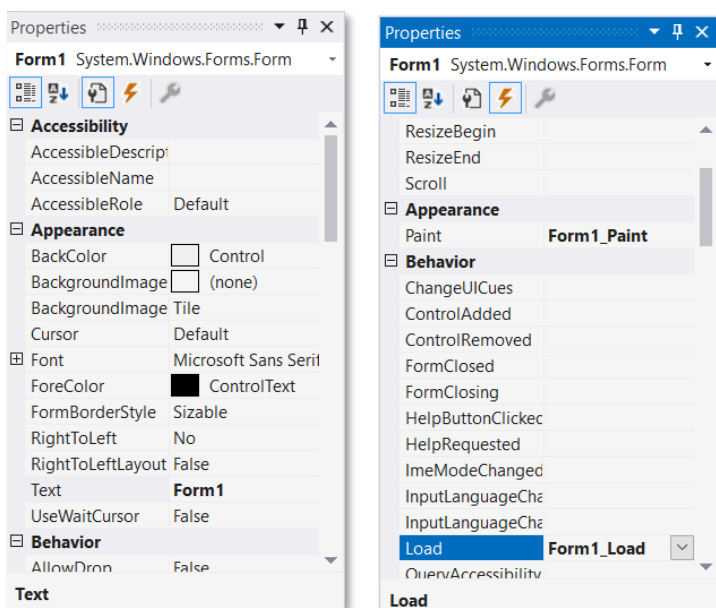 Properties
Form1 System.Windows.Forms.Form
Accessibility
AccessibleDescript
AccessibleName
AccessibleRole Default
Appearance
BackColor Control
BackgroundImage (none)
BackgroundImage Tile
Cursor Default
Font Microsoft Sans Serif
ForeColor ControlText
FormBorderStyle Sizable
RightToLeft No
RightToLeftLayout False
Text Form1
UseWaitCursor False
Behavior
AllowDrop False
Text
Properties
Form1 System.Windows.Forms.Form
ResizeBegin
ResizeEnd
Scroll
Appearance
Paint Form1_Paint
Behavior
ChangeUICues
ControlAdded
ControlRemoved
FormClosed
FormClosing
HelpButtonClicked
HelpRequested
ImeModeChanged
InputLanguageCha
InputLanguageCha
Load Form1_Load
QueryAccessibility
Load